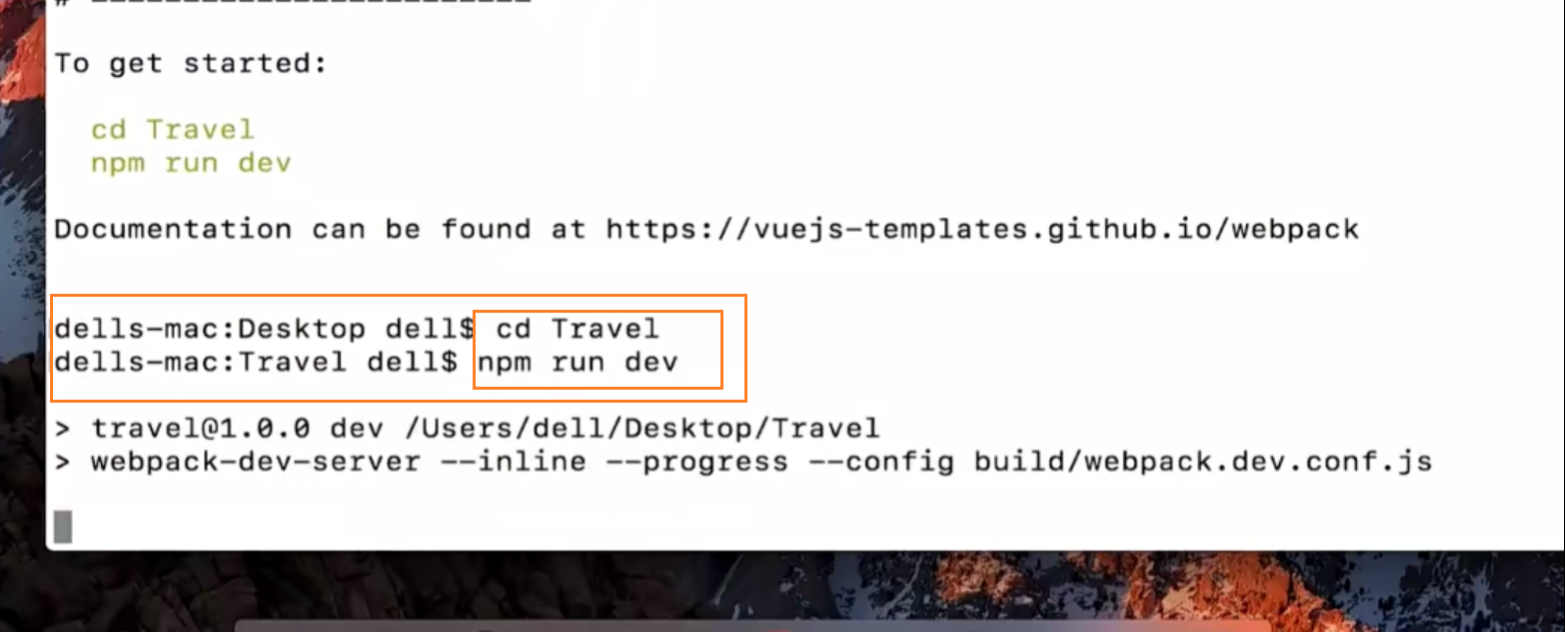 To get started:
cd Travel
npm run dev
Documentation can be found at https://vuejs-templates.github.io/webpack
dells-mac:Desktop dell$ cd Travel
dells-mac:Travel dell$ npm run dev
> travel@1.0.0 dev /Users/dell/Desktop/Travel
> webpack-dev-server --inline --progress --config build/webpack.dev.conf.js